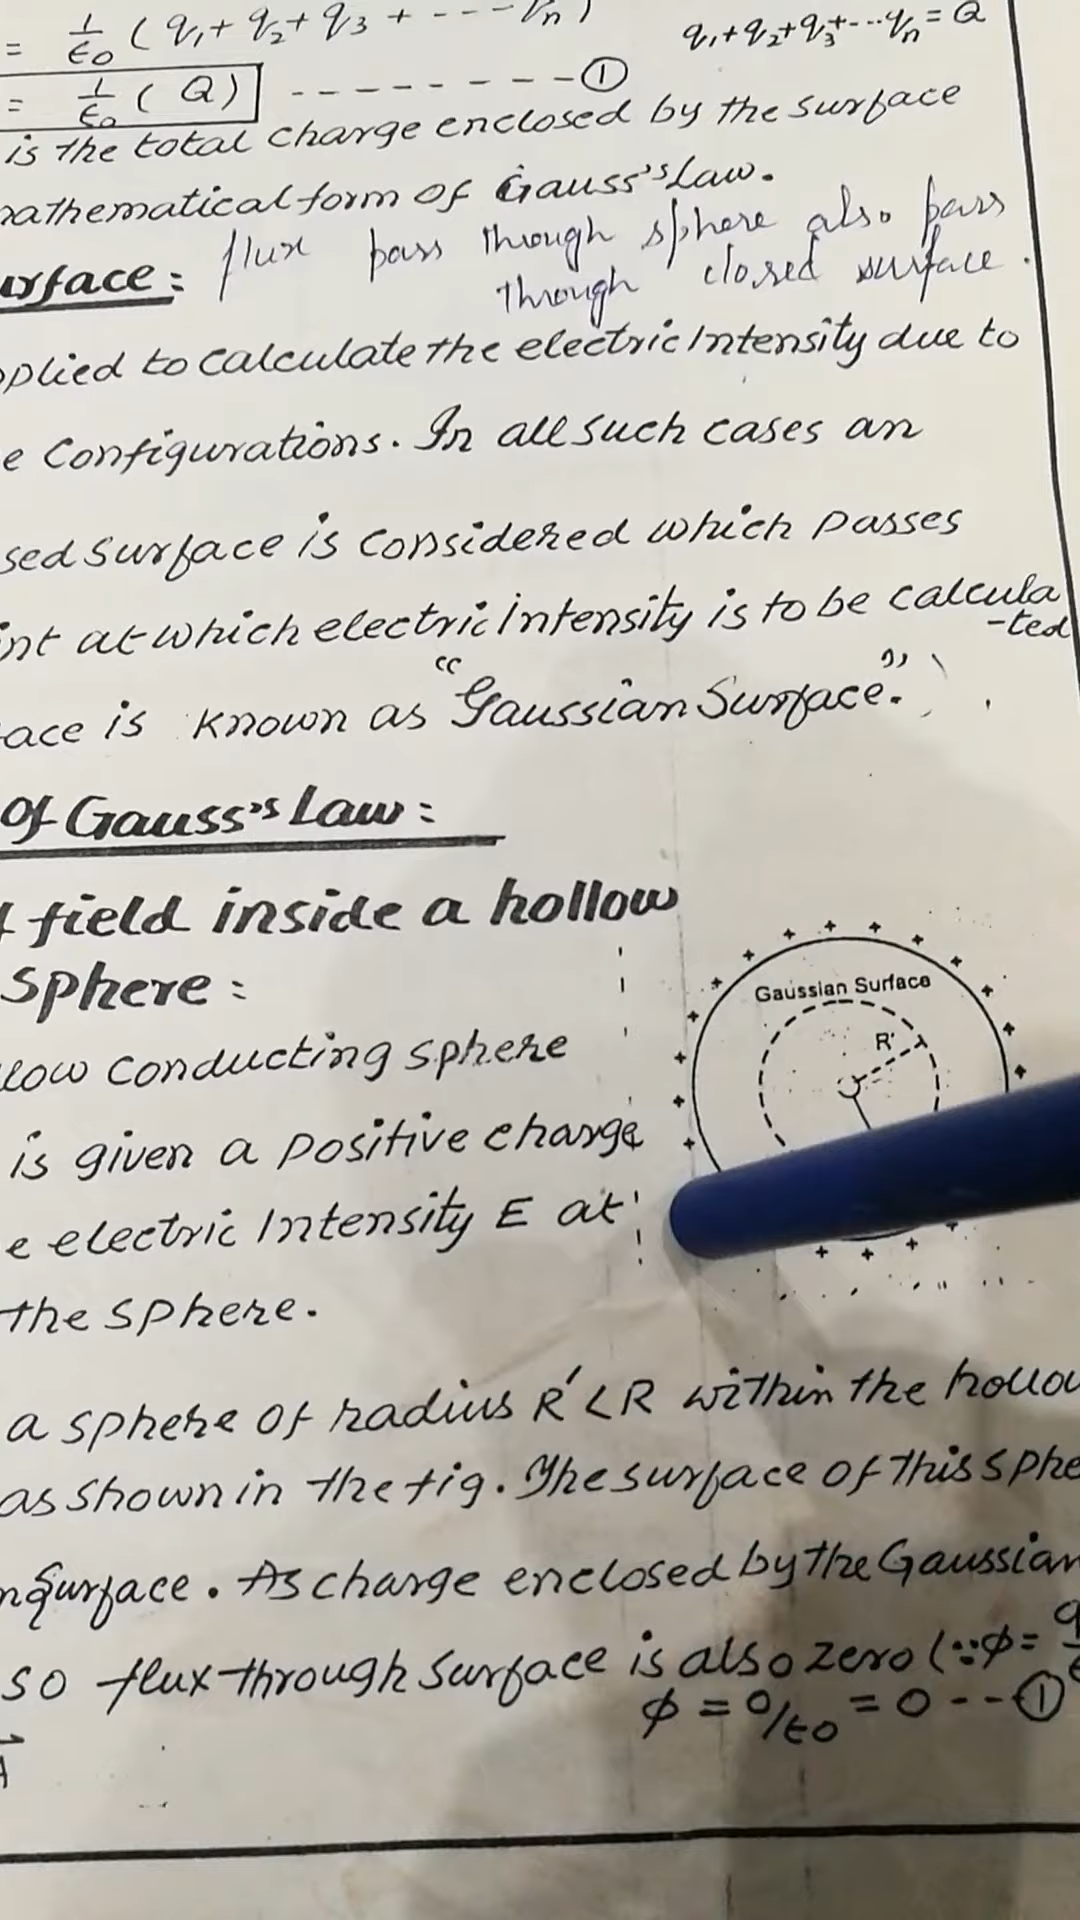 = 1/ε₀ (q₁ + q₂ + q₃ + ---- qₙ)
q₁+q₂+q₃+---qₙ = Q
= 1/ε₀ (Q) -------- ①
is the total charge enclosed by the surface
mathematical form of Gauss's Law.
urface: flux pass through sphere also pass
through closed surface.
pplied to calculate the electric Intensity due to
e Configurations. In all such cases an
sed surface is considered which passes
int at which electric intensity is to be calcula
-ted
ace is known as "Gaussian Surface".
of Gauss's Law:
field inside a hollow
Sphere:
Gaussian Surface
R'
low conducting sphere
is given a positive charge
e electric Intensity E at
the sphere.
a sphere of radius R'<R within the hollow
as shown in the fig. The surface of this sphe
n Surface. As charge enclosed by the Gaussian
so flux through surface is also zero (∵ φ = q
φ = 0/ε₀ = 0 -- ①
A